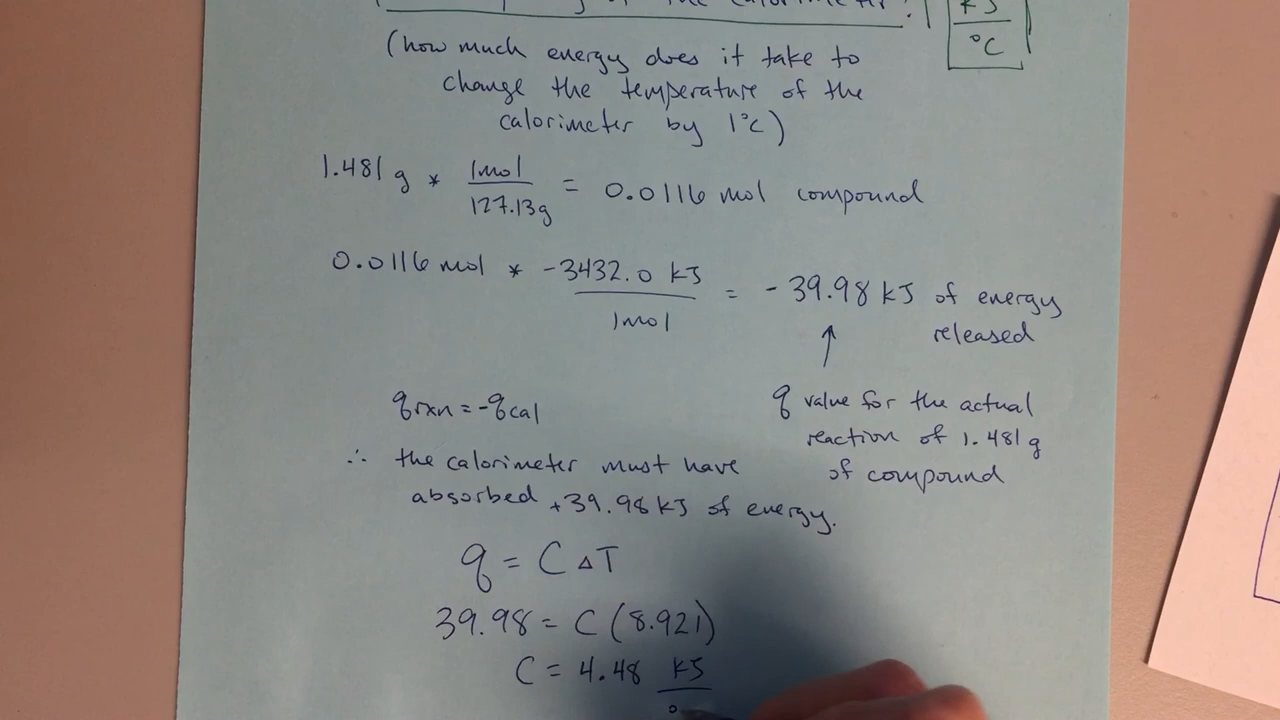 of the calorimeter? kJ
°C
(how much energy does it take to
change the temperature of the
calorimeter by 1°C)
1.481 g * 1mol / 127.13g = 0.0116 mol compound
0.0116 mol * -3432.0 kJ / 1mol = -39.98 kJ of energy
released
↑
qrxn = -qcal
q value for the actual
reaction of 1.481 g
of compound
∴ the calorimeter must have
absorbed +39.98 kJ of energy.
q = C ΔT
39.98 = C (8.921)
C = 4.48 kJ
°